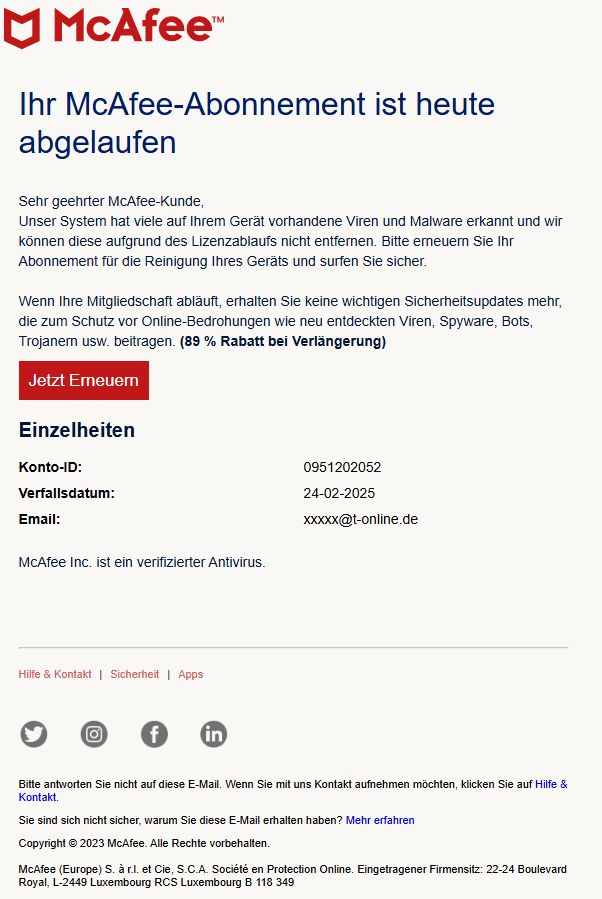 McAfee™
Ihr McAfee-Abonnement ist heute
abgelaufen
Sehr geehrter McAfee-Kunde,
Unser System hat viele auf Ihrem Gerät vorhandene Viren und Malware erkannt und wir
können diese aufgrund des Lizenzablaufs nicht entfernen. Bitte erneuern Sie Ihr
Abonnement für die Reinigung Ihres Geräts und surfen Sie sicher.
Wenn Ihre Mitgliedschaft abläuft, erhalten Sie keine wichtigen Sicherheitsupdates mehr,
die zum Schutz vor Online-Bedrohungen wie neu entdeckten Viren, Spyware, Bots,
Trojanern usw. beitragen. (89 % Rabatt bei Verlängerung)
Jetzt Erneuern
Einzelheiten
Konto-ID: 0951202052
Verfallsdatum: 24-02-2025
Email: xxxxx@t-online.de
McAfee Inc. ist ein verifizierter Antivirus.
Hilfe & Kontakt | Sicherheit | Apps
Bitte antworten Sie nicht auf diese E-Mail. Wenn Sie mit uns Kontakt aufnehmen möchten, klicken Sie auf Hilfe &
Kontakt.
Sie sind sich nicht sicher, warum Sie diese E-Mail erhalten haben? Mehr erfahren
Copyright © 2023 McAfee. Alle Rechte vorbehalten.
McAfee (Europe) S. à r.l. et Cie, S.C.A. Société en Protection Online. Eingetragener Firmensitz: 22-24 Boulevard
Royal, L-2449 Luxembourg RCS Luxembourg B 118 349